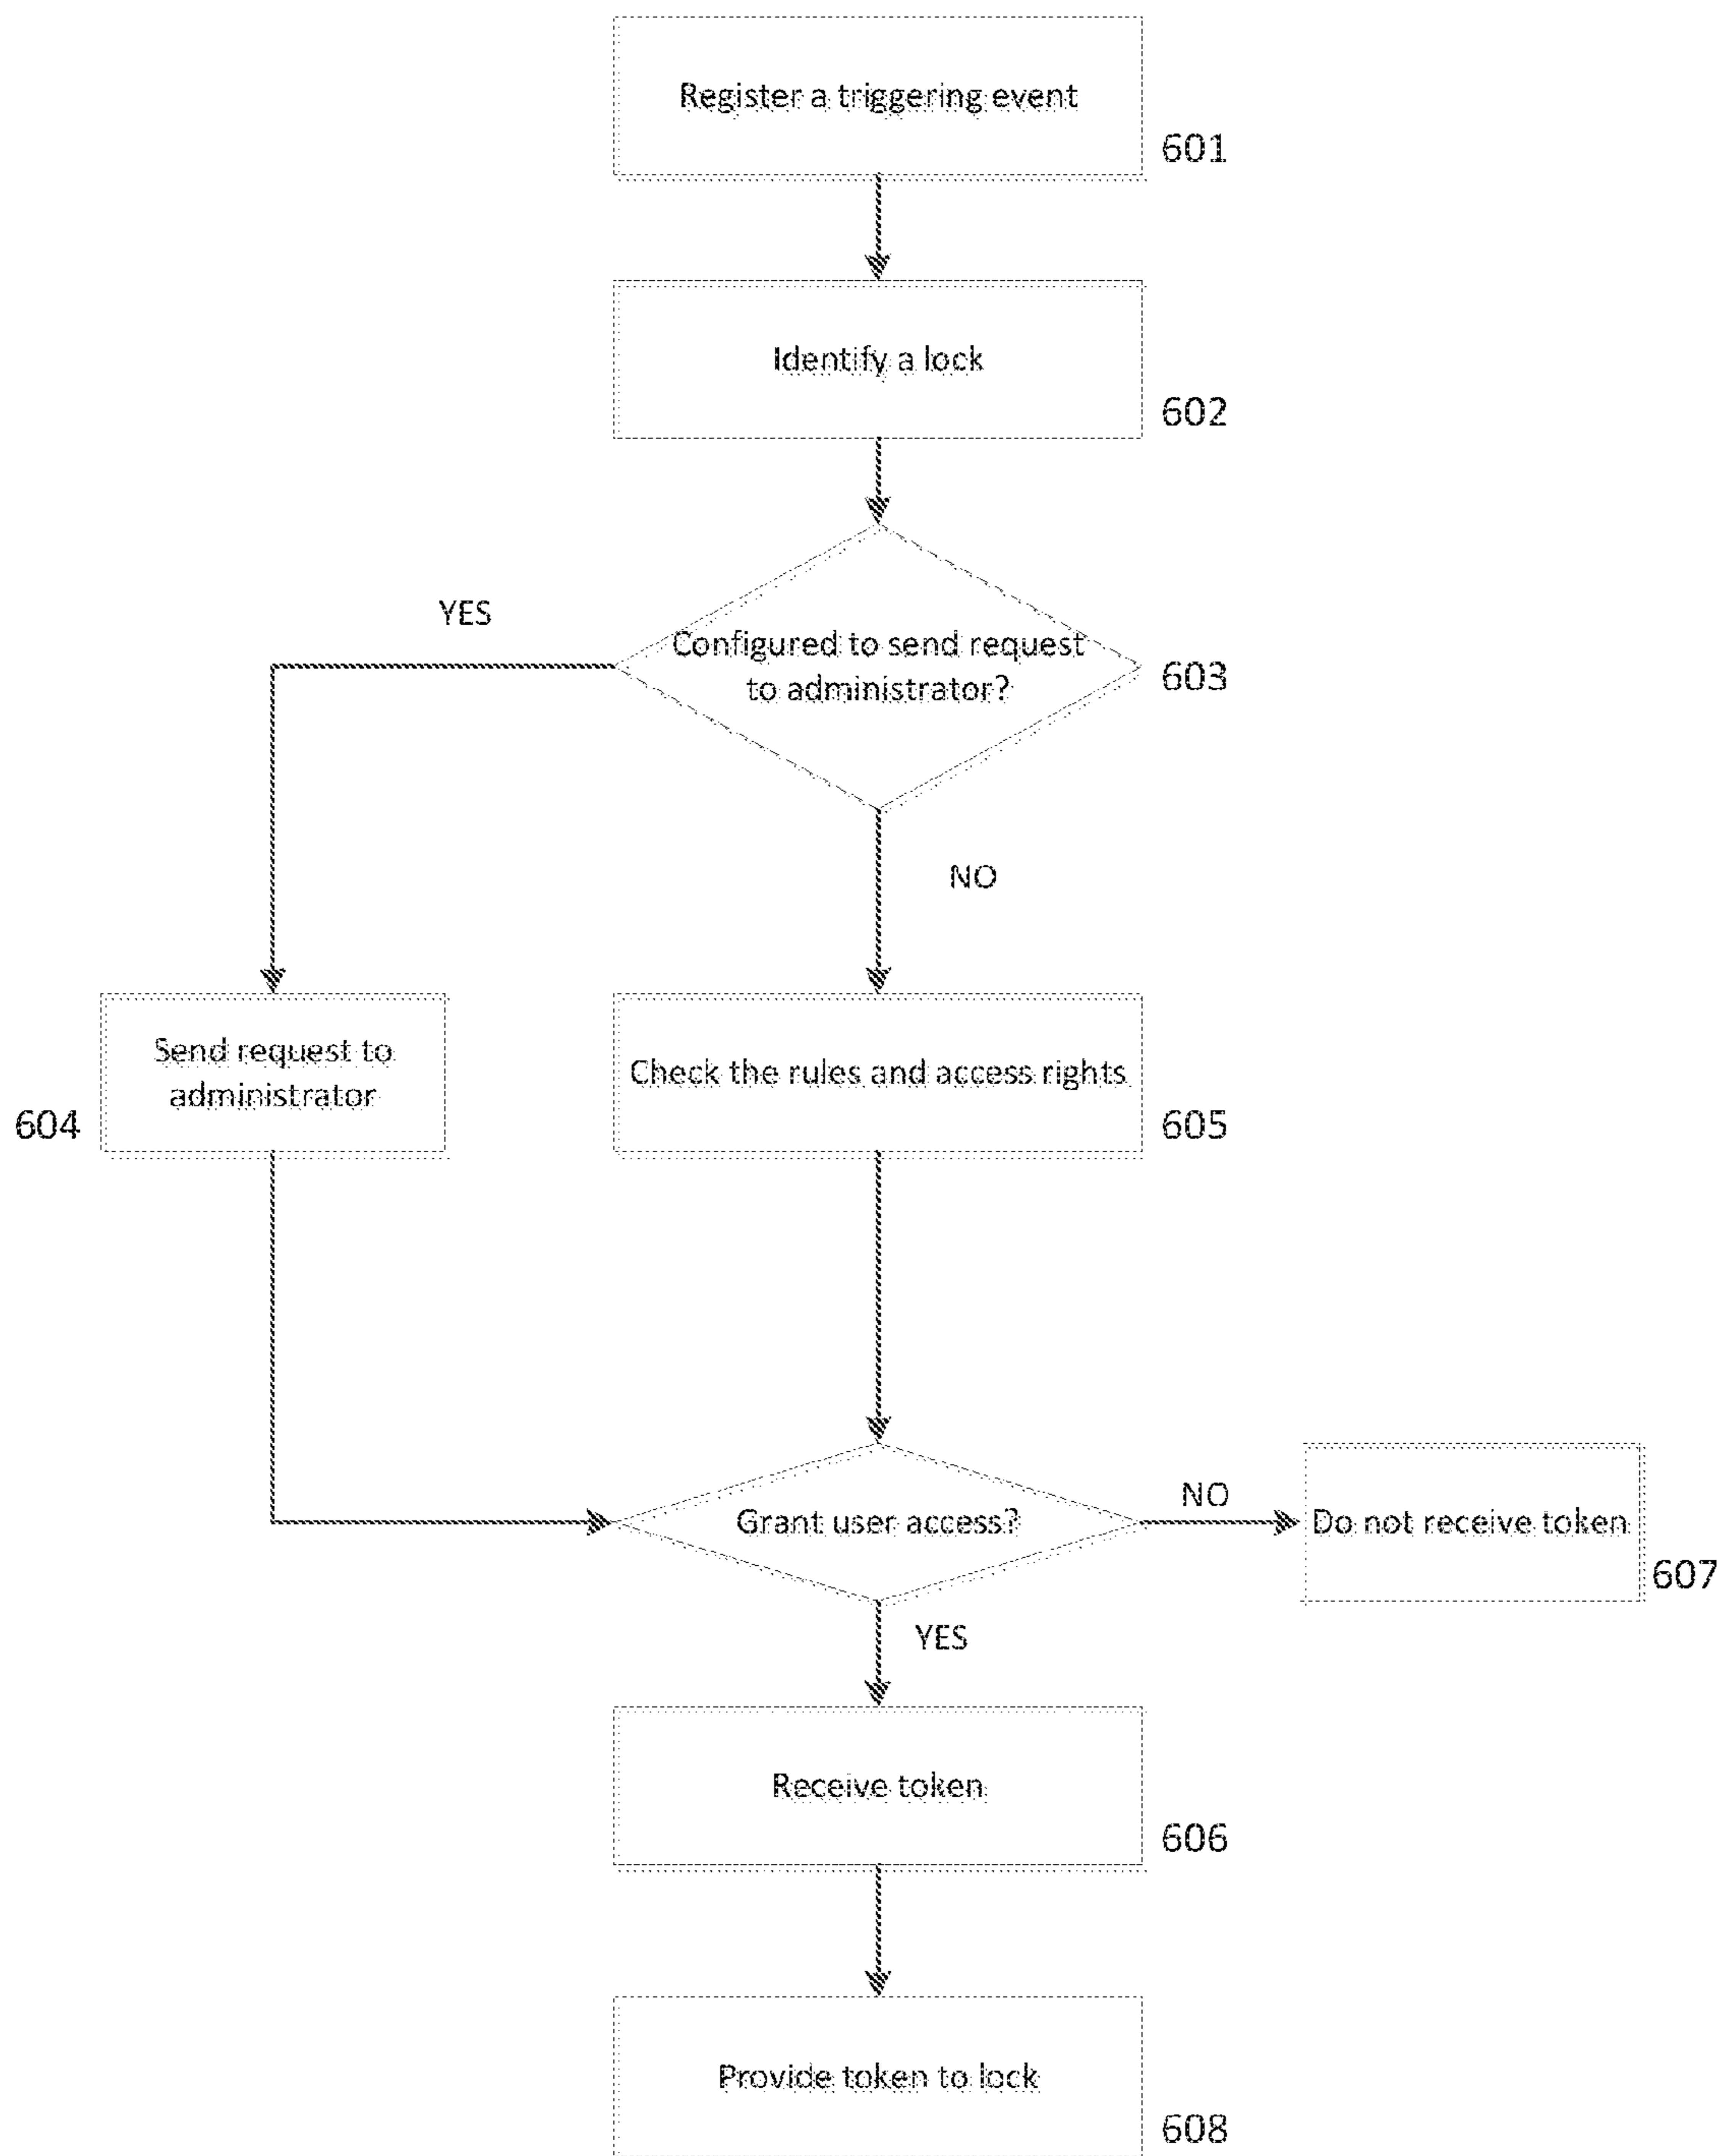 Register a triggering event
601
Identify a lock
602
YES
Configured to send request
to administrator?
603
NO
Send request to
administrator
604
Check the rules and access rights
605
Grant user access?
NO
Do not receive token
607
YES
Receive token
606
Provide token to lock
608